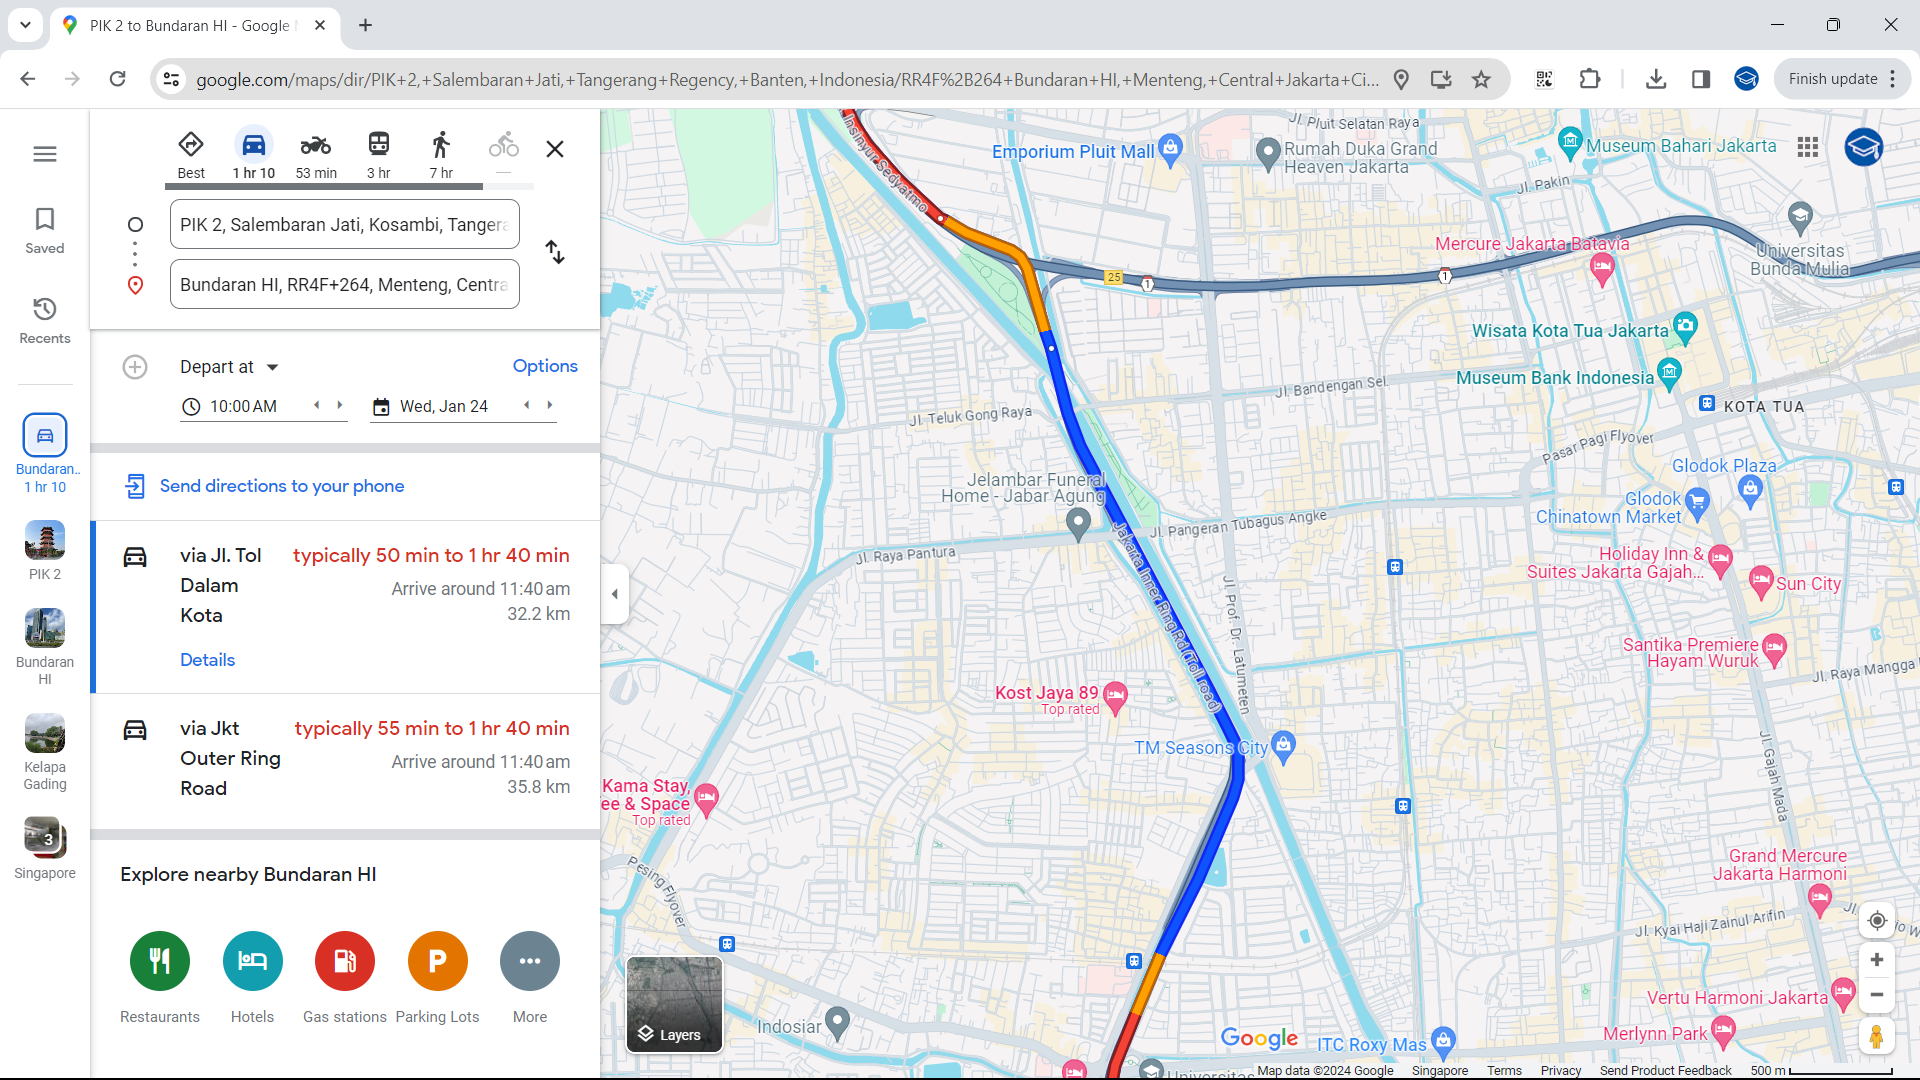 PIK 2 to Bundaran HI - Google
google.com/maps/dir/PIK+2,+Salembaran+Jati,+Tangerang+Regency,+Banten,+Indonesia/RR4F%2B264+Bundaran+HI,+Menteng,+Central+Jakarta+Ci...
Finish update
Best
1 hr 10
53 min
3 hr
7 hr
Saved
Recents
Bundaran..
1 hr 10
PIK 2
Bundaran
HI
Kelapa
Gading
3
Singapore
PIK 2, Salembaran Jati, Kosambi, Tangera
Bundaran HI, RR4F+264, Menteng, Centra
Depart at
Options
10:00 AM
Wed, Jan 24
Send directions to your phone
via Jl. Tol
Dalam
Kota
typically 50 min to 1 hr 40 min
Arrive around 11:40 am
32.2 km
Details
via Jkt
Outer Ring
Road
typically 55 min to 1 hr 40 min
Arrive around 11:40 am
35.8 km
Explore nearby Bundaran HI
Restaurants
Hotels
Gas stations
P
Parking Lots
More
Insinyur Sedyatmo
Jl. Pluit Selatan Raya
Emporium Pluit Mall
Rumah Duka Grand
Heaven Jakarta
Museum Bahari Jakarta
Jl. Pakin
Mercure Jakarta Batavia
Universitas
Bunda Mulia
25
1
1
Wisata Kota Tua Jakarta
Museum Bank Indonesia
KOTA TUA
Jl. Bandengan Sel.
Jl. Teluk Gong Raya
Pasar Pagi Flyover
Glodok Plaza
Jelambar Funeral
Home - Jabar Agung
Glodok
Chinatown Market
Jl. Pangeran Tubagus Angke
Jl. Raya Pantura
Holiday Inn &
Suites Jakarta Gajah...
Sun City
Jakarta Inner Ring Rd (Toll road)
Jl. Prof. Dr. Latumeten
Santika Premiere
Hayam Wuruk
Jl. Raya Mangga
Kost Jaya 89
Top rated
TM Seasons City
Jl. Gajah Mada
Kama Stay,
ee & Space
Top rated
Pesing Flyover
Grand Mercure
Jakarta Harmoni
Jl. Kyai Haji Zainul Arifin
Vertu Harmoni Jakarta
Indosiar
Layers
Google
ITC Roxy Mas
Merlynn Park
Universitas
Map data ©2024 Google
Singapore
Terms
Privacy
Send Product Feedback
500 m